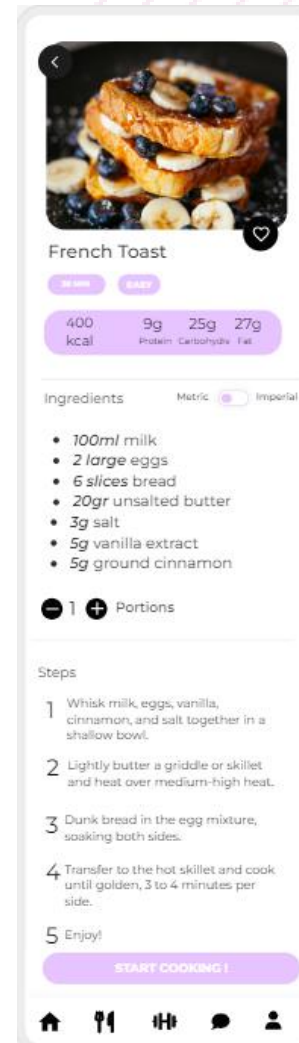 French Toast
30 MIN EASY
400 9g 25g 27g
kcal Protein Carbohydts Fat
Ingredients Metric Imperial
100ml milk
2 large eggs
6 slices bread
20gr unsalted butter
3g salt
5g vanilla extract
5g ground cinnamon
1 Portions
Steps
1 Whisk milk, eggs, vanilla,
cinnamon, and salt together in a
shallow bowl.
2 Lightly butter a griddle or skillet
and heat over medium-high heat.
3 Dunk bread in the egg mixture,
soaking both sides.
4 Transfer to the hot skillet and cook
until golden, 3 to 4 minutes per
side.
5 Enjoy!
START COOKING !